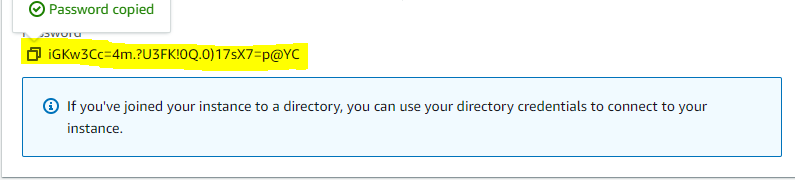 Password copied
Password
iGKw3Cc=4m.?U3FK!0Q.0)17sX7=p@YC
If you've joined your instance to a directory, you can use your directory credentials to connect to your
instance.